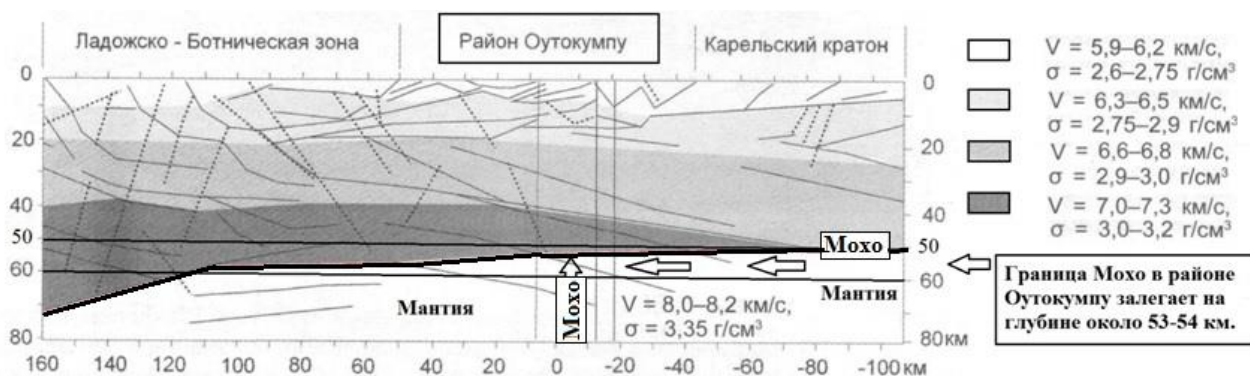 Ладожско - Ботническая зона
Район Оутокумпу
Карельский кратон
0
20
40
50
60
80
0
20
40
50
60
80 км
160 140 120 100 80 60 40 20 0 -20 -40 -60 -80 -100 км
Мохо
Мохо
Мантия
Мантия
V = 8,0–8,2 км/с,
σ = 3,35 г/см³
V = 5,9–6,2 км/с,
σ = 2,6–2,75 г/см³
V = 6,3–6,5 км/с,
σ = 2,75–2,9 г/см³
V = 6,6–6,8 км/с,
σ = 2,9–3,0 г/см³
V = 7,0–7,3 км/с,
σ = 3,0–3,2 г/см³
Граница Мохо в районе
Оутокумпу залегает на
глубине около 53-54 км.